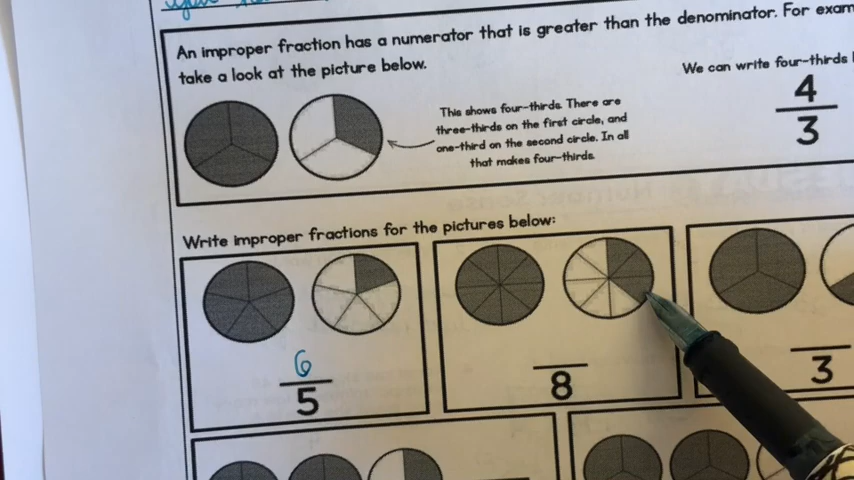 An improper fraction has a numerator that is greater than the denominator. For exam
take a look at the picture below.
We can write four-thirds
This shows four-thirds. There are
three-thirds on the first circle, and
one-third on the second circle. In all
that makes four-thirds.
4
3
Write improper fractions for the pictures below:
6
5
8
3